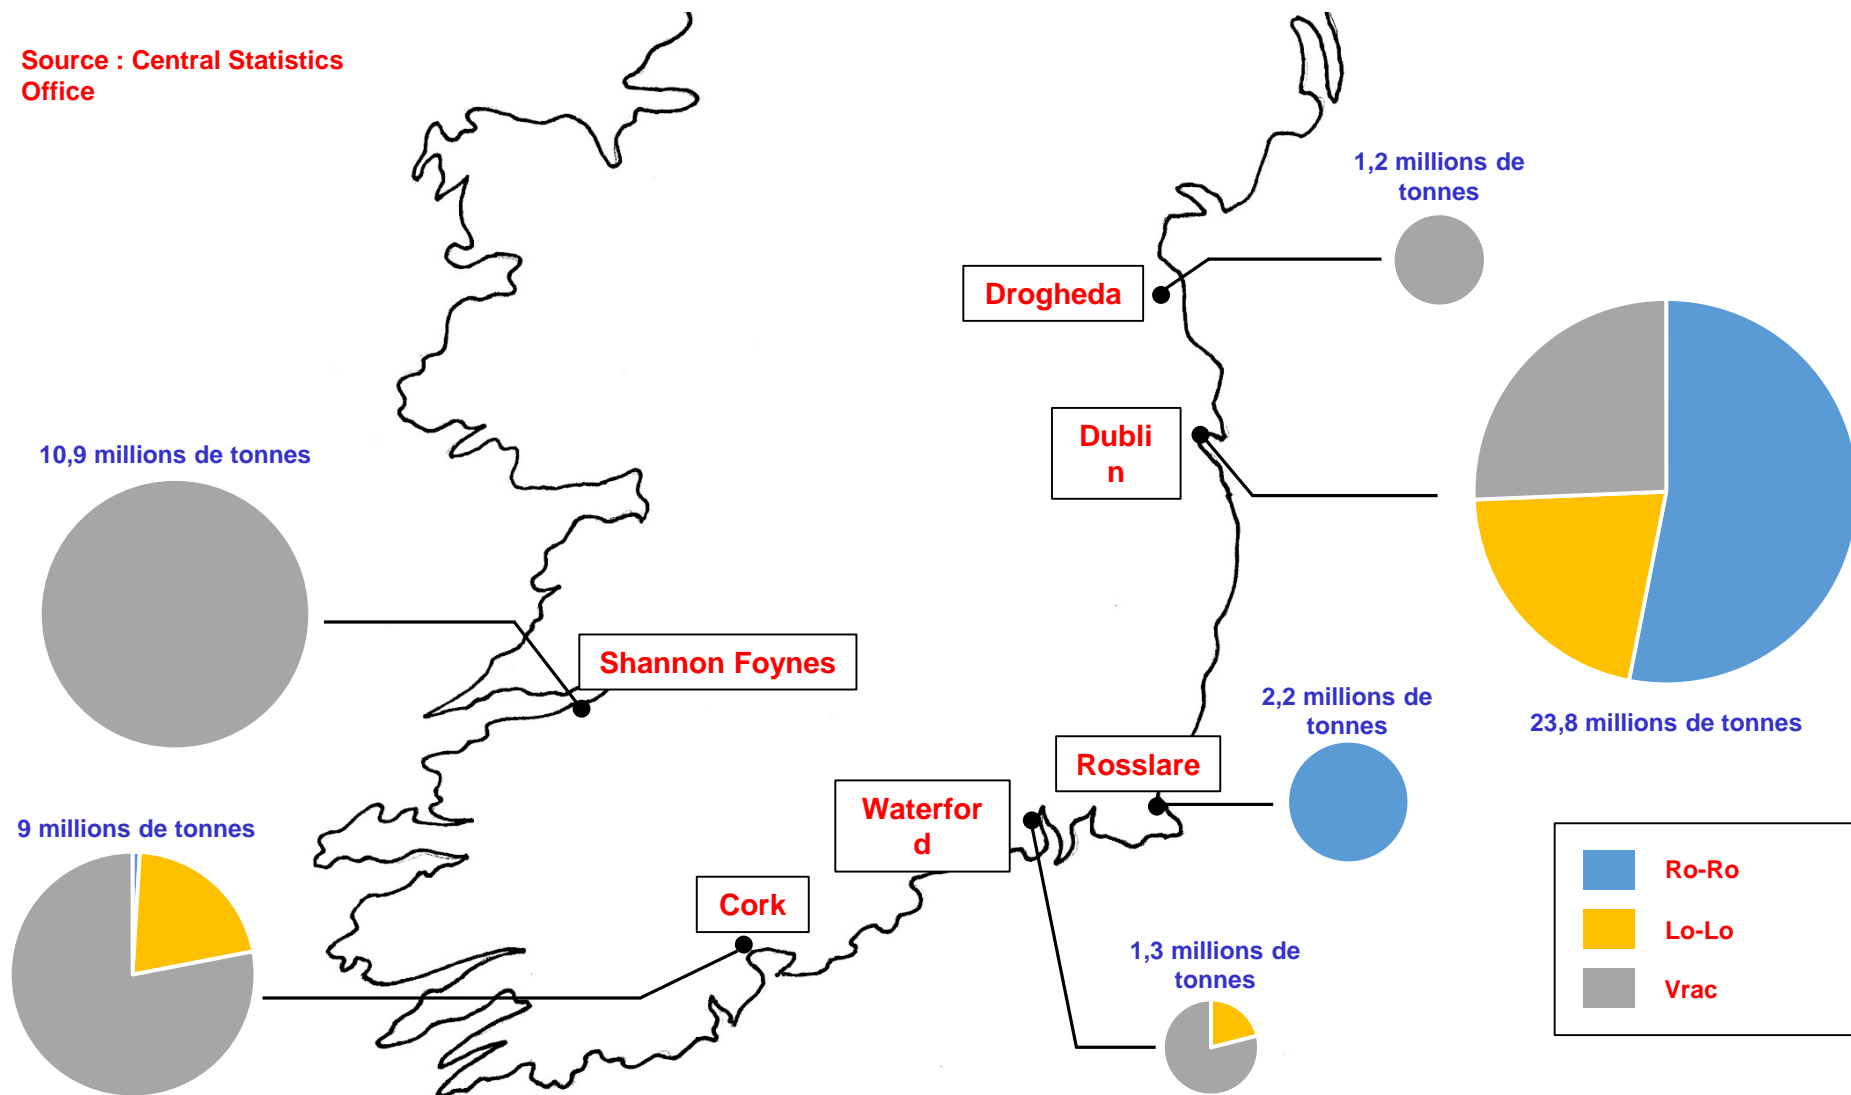 Source : Central Statistics
Office
1,2 millions de
tonnes
Drogheda
Dubli
n
10,9 millions de tonnes
Shannon Foynes
2,2 millions de
tonnes
23,8 millions de tonnes
Rosslare
Waterfor
d
9 millions de tonnes
Cork
1,3 millions de
tonnes
Ro-Ro
Lo-Lo
Vrac